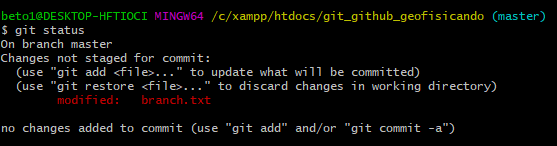 beto1@DESKTOP-HFTIOCI MINGW64 /c/xampp/htdocs/git_github_geofisicando (master)
$ git status
On branch master
Changes not staged for commit:
  (use "git add <file>..." to update what will be committed)
  (use "git restore <file>..." to discard changes in working directory)
        modified:   branch.txt

no changes added to commit (use "git add" and/or "git commit -a")